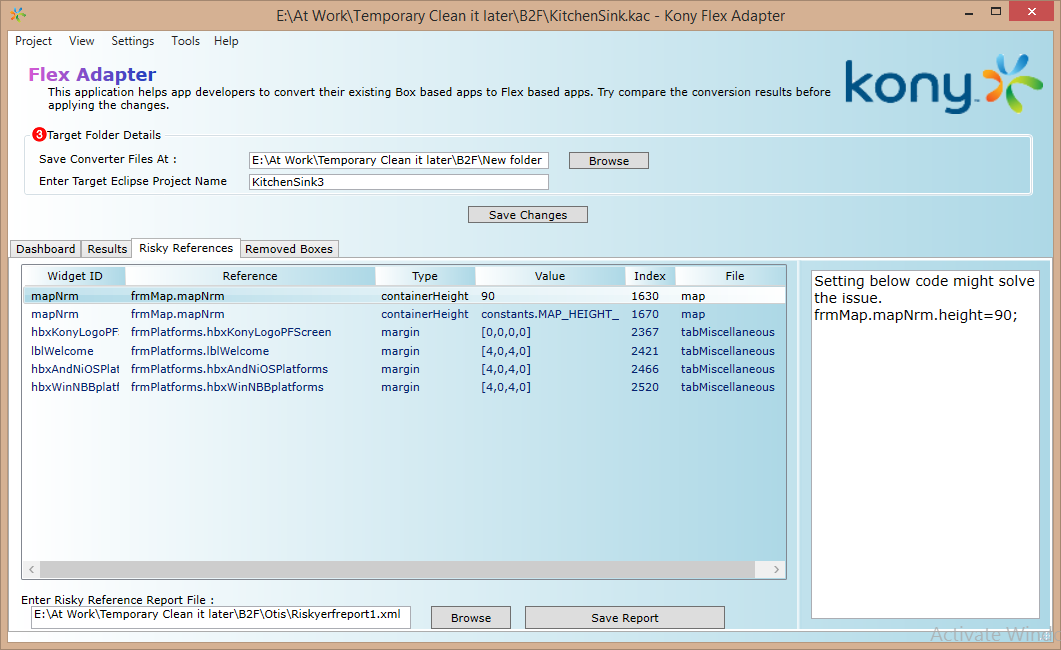 E:\At Work\Temporary Clean it later\B2F\KitchenSink.kac - Kony Flex Adapter
Project View Settings Tools Help
Flex Adapter
This application helps app developers to convert their existing Box based apps to Flex based apps. Try compare the conversion results before
applying the changes.
kony™
3 Target Folder Details
Save Converter Files At : E:\At Work\Temporary Clean it later\B2F\New folder Browse
Enter Target Eclipse Project Name KitchenSink3
Save Changes
Dashboard Results Risky References Removed Boxes
Widget ID Reference Type Value Index File
mapNrm frmMap.mapNrm containerHeight 90 1630 map
mapNrm frmMap.mapNrm containerHeight constants.MAP_HEIGHT_ 1670 map
hbxKonyLogoPF frmPlatforms.hbxKonyLogoPFScreen margin [0,0,0,0] 2367 tabMiscellaneous
lblWelcome frmPlatforms.lblWelcome margin [4,0,4,0] 2421 tabMiscellaneous
hbxAndNiOSPlat frmPlatforms.hbxAndNiOSPlatforms margin [4,0,4,0] 2466 tabMiscellaneous
hbxWinNBBplatf frmPlatforms.hbxWinNBBplatforms margin [4,0,4,0] 2520 tabMiscellaneous
Setting below code might solve
the issue.
frmMap.mapNrm.height=90;
Enter Risky Reference Report File :
E:\At Work\Temporary Clean it later\B2F\Otis\Riskyerfreport1.xml Browse Save Report
Activate Wind